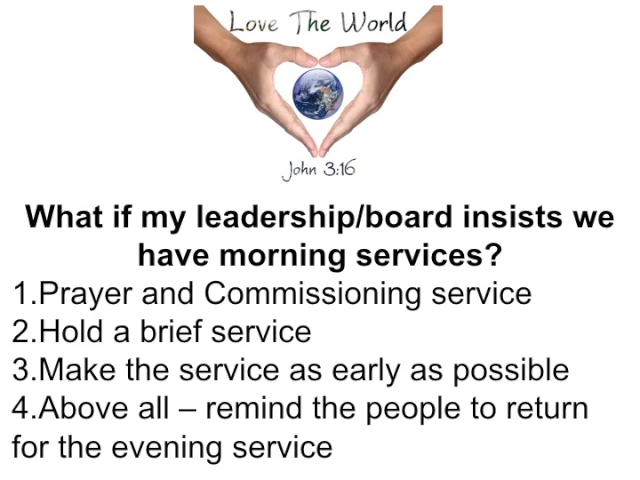 Love The World
John 3:16
What if my leadership/board insists we
have morning services?
1.Prayer and Commissioning service
2.Hold a brief service
3.Make the service as early as possible
4.Above all – remind the people to return
for the evening service